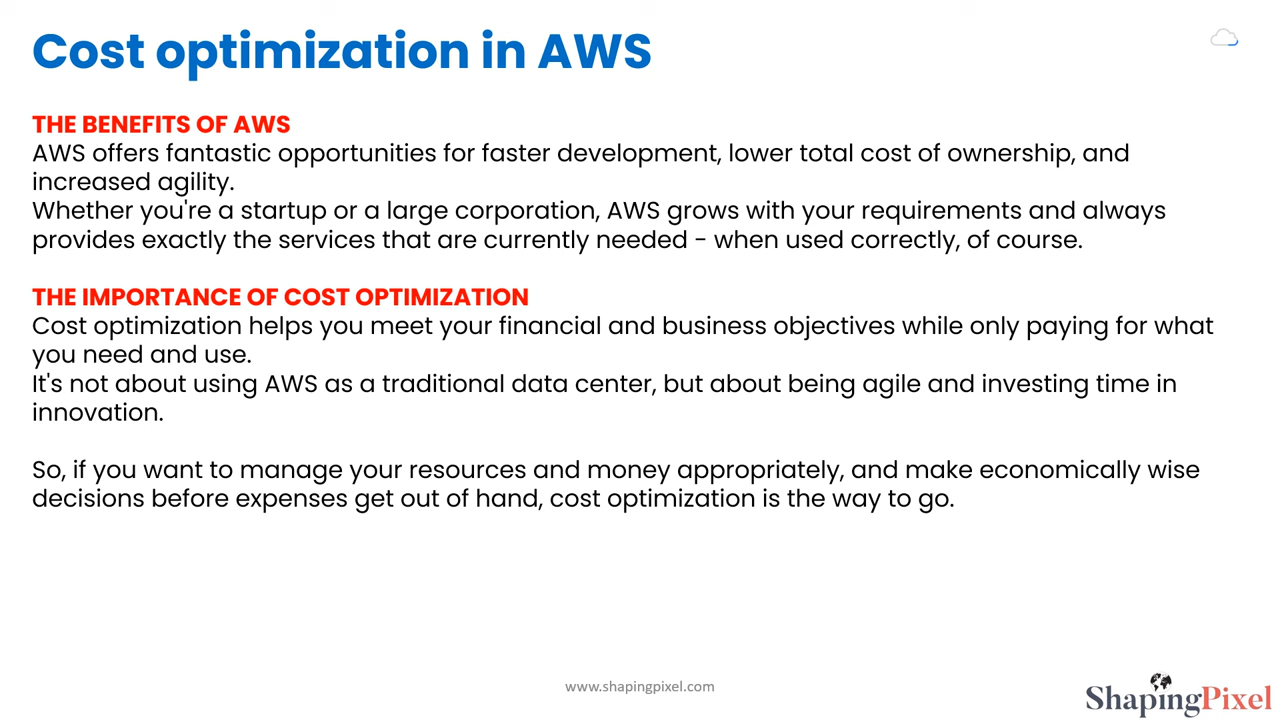 Cost optimization in AWS
THE BENEFITS OF AWS
AWS offers fantastic opportunities for faster development, lower total cost of ownership, and
increased agility.
Whether you're a startup or a large corporation, AWS grows with your requirements and always
provides exactly the services that are currently needed - when used correctly, of course.
THE IMPORTANCE OF COST OPTIMIZATION
Cost optimization helps you meet your financial and business objectives while only paying for what
you need and use.
It's not about using AWS as a traditional data center, but about being agile and investing time in
innovation.
So, if you want to manage your resources and money appropriately, and make economically wise
decisions before expenses get out of hand, cost optimization is the way to go.
www.shapingpixel.com
ShapingPixel